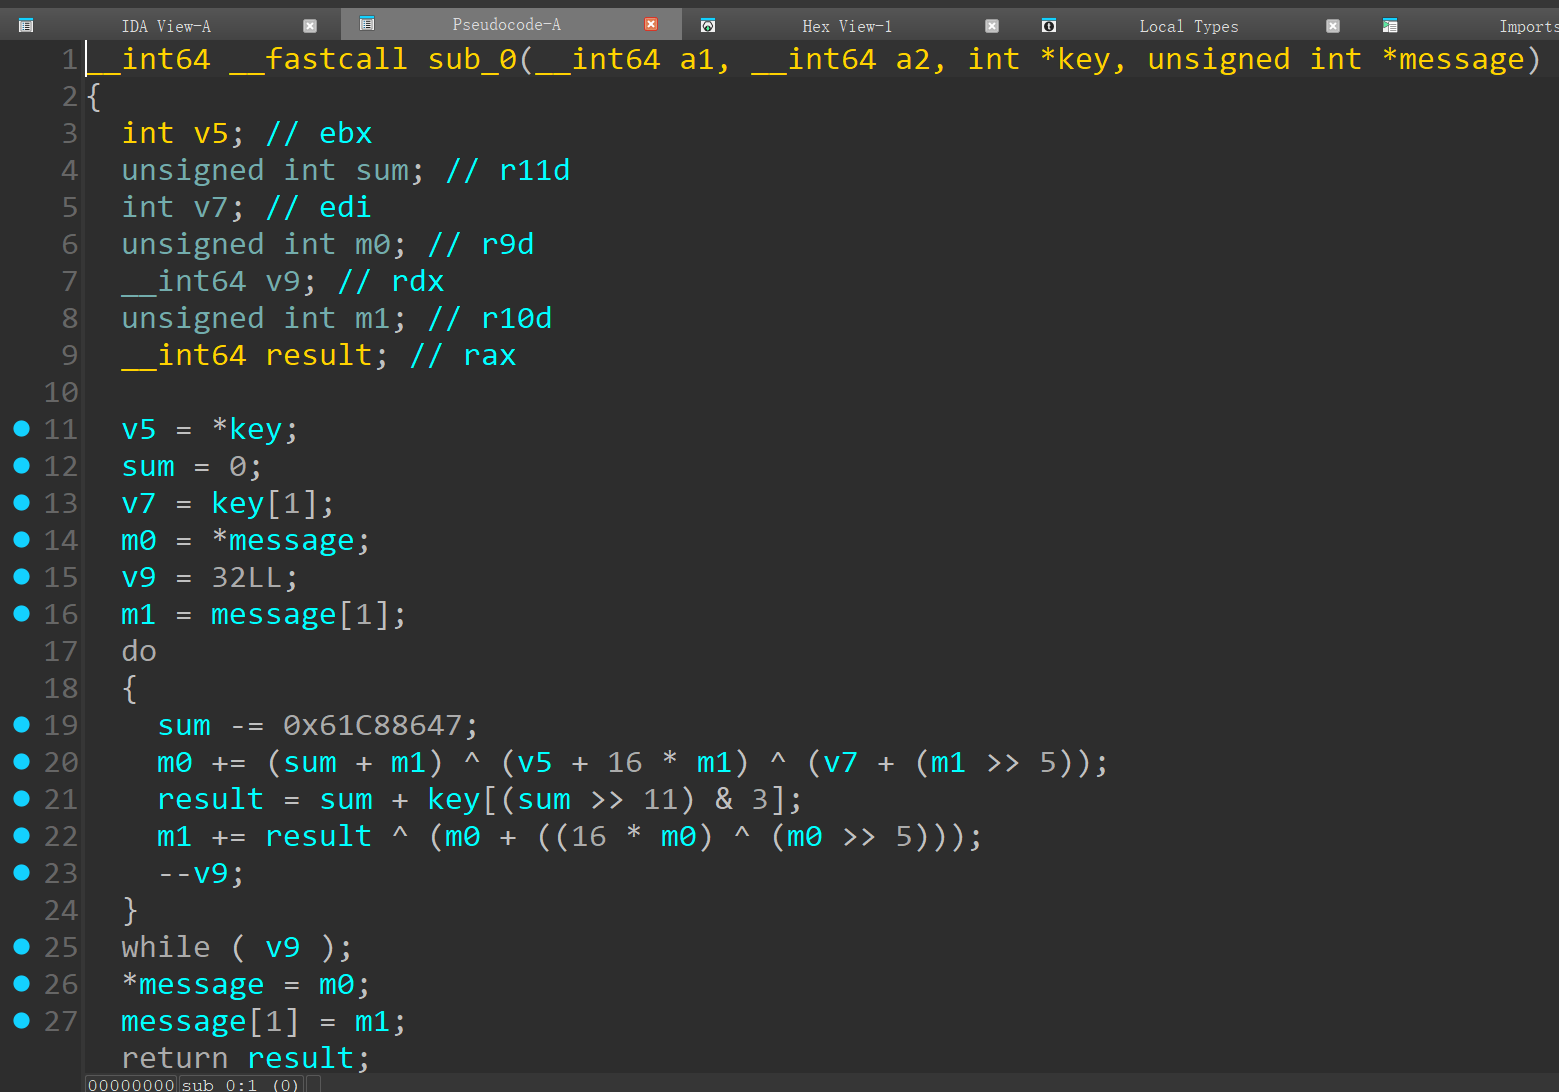 IDA View-A Pseudocode-A Hex View-1 Local Types Imports
1 __int64 __fastcall sub_0(__int64 a1, __int64 a2, int *key, unsigned int *message)
2 {
3   int v5; // ebx
4   unsigned int sum; // r11d
5   int v7; // edi
6   unsigned int m0; // r9d
7   __int64 v9; // rdx
8   unsigned int m1; // r10d
9   __int64 result; // rax
10
11   v5 = *key;
12   sum = 0;
13   v7 = key[1];
14   m0 = *message;
15   v9 = 32LL;
16   m1 = message[1];
17   do
18   {
19     sum -= 0x61C88647;
20     m0 += (sum + m1) ^ (v5 + 16 * m1) ^ (v7 + (m1 >> 5));
21     result = sum + key[(sum >> 11) & 3];
22     m1 += result ^ (m0 + ((16 * m0) ^ (m0 >> 5)));
23     --v9;
24   }
25   while ( v9 );
26   *message = m0;
27   message[1] = m1;
return result;
00000000 sub_0:1 (0)